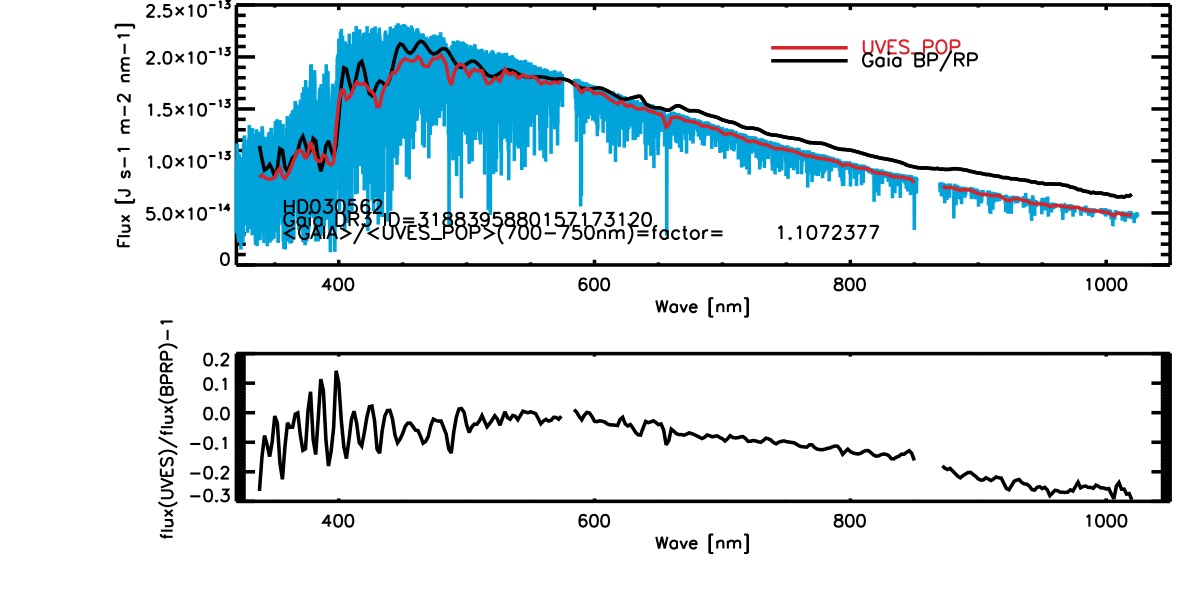 2.5×10⁻¹³
2.0×10⁻¹³
1.5×10⁻¹³
1.0×10⁻¹³
5.0×10⁻¹⁴
0
Flux [J s−1 m−2 nm−1]
UVES_POP
Gaia BP/RP
HD030562
Gaia DR3 ID=3188395880157173120
<GAIA>/<UVES_POP>(700−750nm)=factor= 1.1072377
400 600 800 1000
Wave [nm]
0.2
0.1
0.0
−0.1
−0.2
−0.3
flux(UVES)/flux(BPRP)−1
400 600 800 1000
Wave [nm]